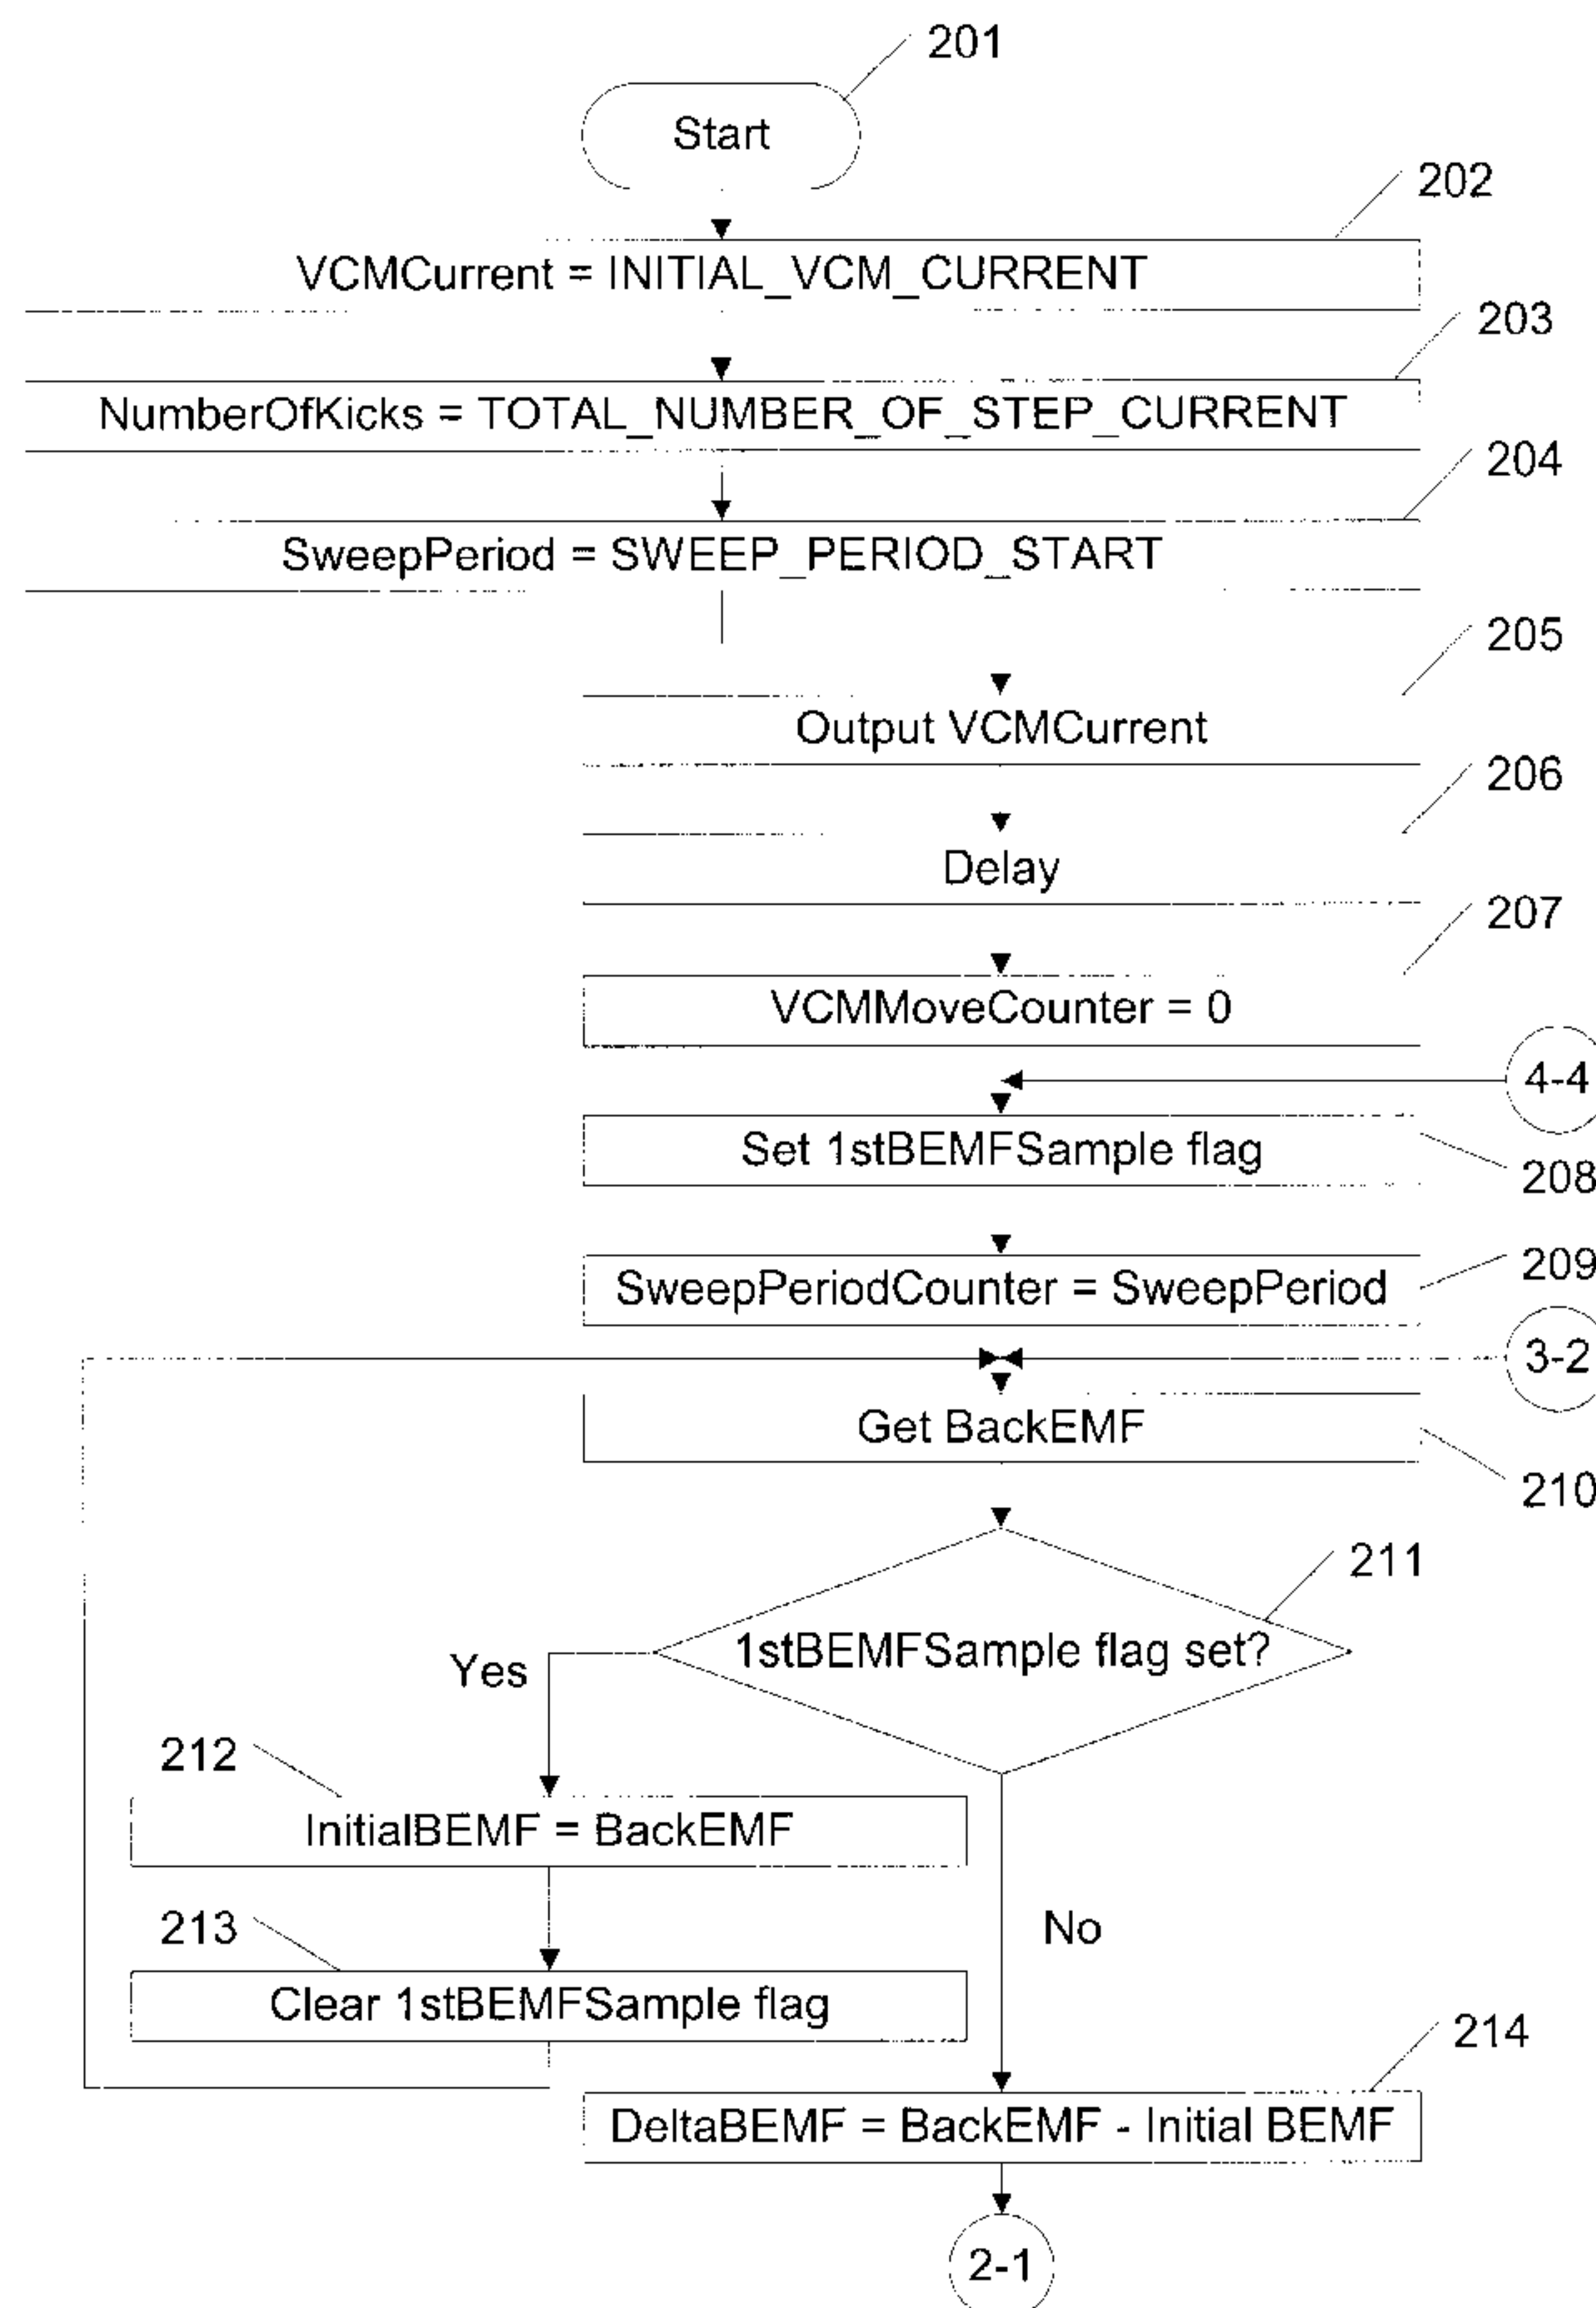 201
Start
202
VCMCurrent = INITIAL_VCM_CURRENT
203
NumberOfKicks = TOTAL_NUMBER_OF_STEP_CURRENT
204
SweepPeriod = SWEEP_PERIOD_START
205
Output VCMCurrent
206
Delay
207
VCMMoveCounter = 0
4-4
Set 1stBEMFSample flag
208
209
SweepPeriodCounter = SweepPeriod
3-2
Get BackEMF
210
211
1stBEMFSample flag set?
Yes
212
InitialBEMF = BackEMF
213
No
Clear 1stBEMFSample flag
214
DeltaBEMF = BackEMF - Initial BEMF
2-1